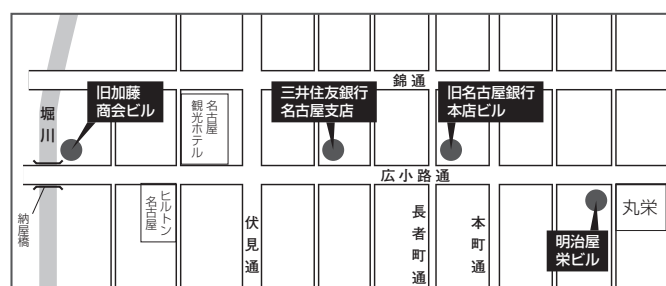 錦通
旧加藤
商会ビル
三井住友銀行
名古屋支店
旧名古屋銀行
本店ビル
堀川
名古屋
観光ホテル
広小路通
納屋橋
ヒルトン
名古屋
伏見通
長者町通
本町通
明治屋
栄ビル
丸栄